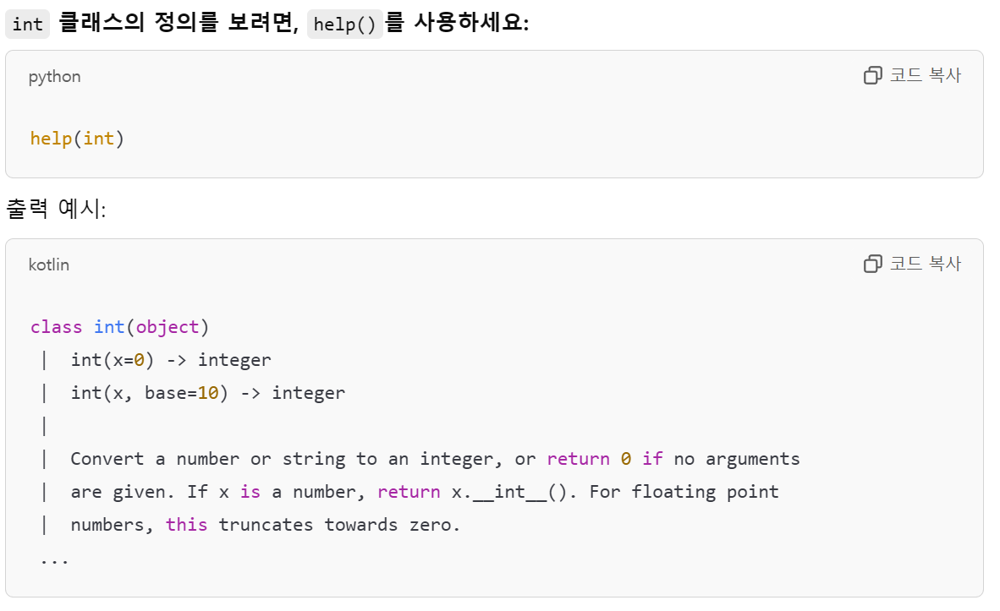 int 클래스의 정의를 보려면, help()를 사용하세요:
python
코드 복사
help(int)
출력 예시:
kotlin
코드 복사
class int(object)
 |  int(x=0) -> integer
 |  int(x, base=10) -> integer
 |
 |  Convert a number or string to an integer, or return 0 if no arguments
 |  are given. If x is a number, return x.__int__(). For floating point
 |  numbers, this truncates towards zero.
 ...